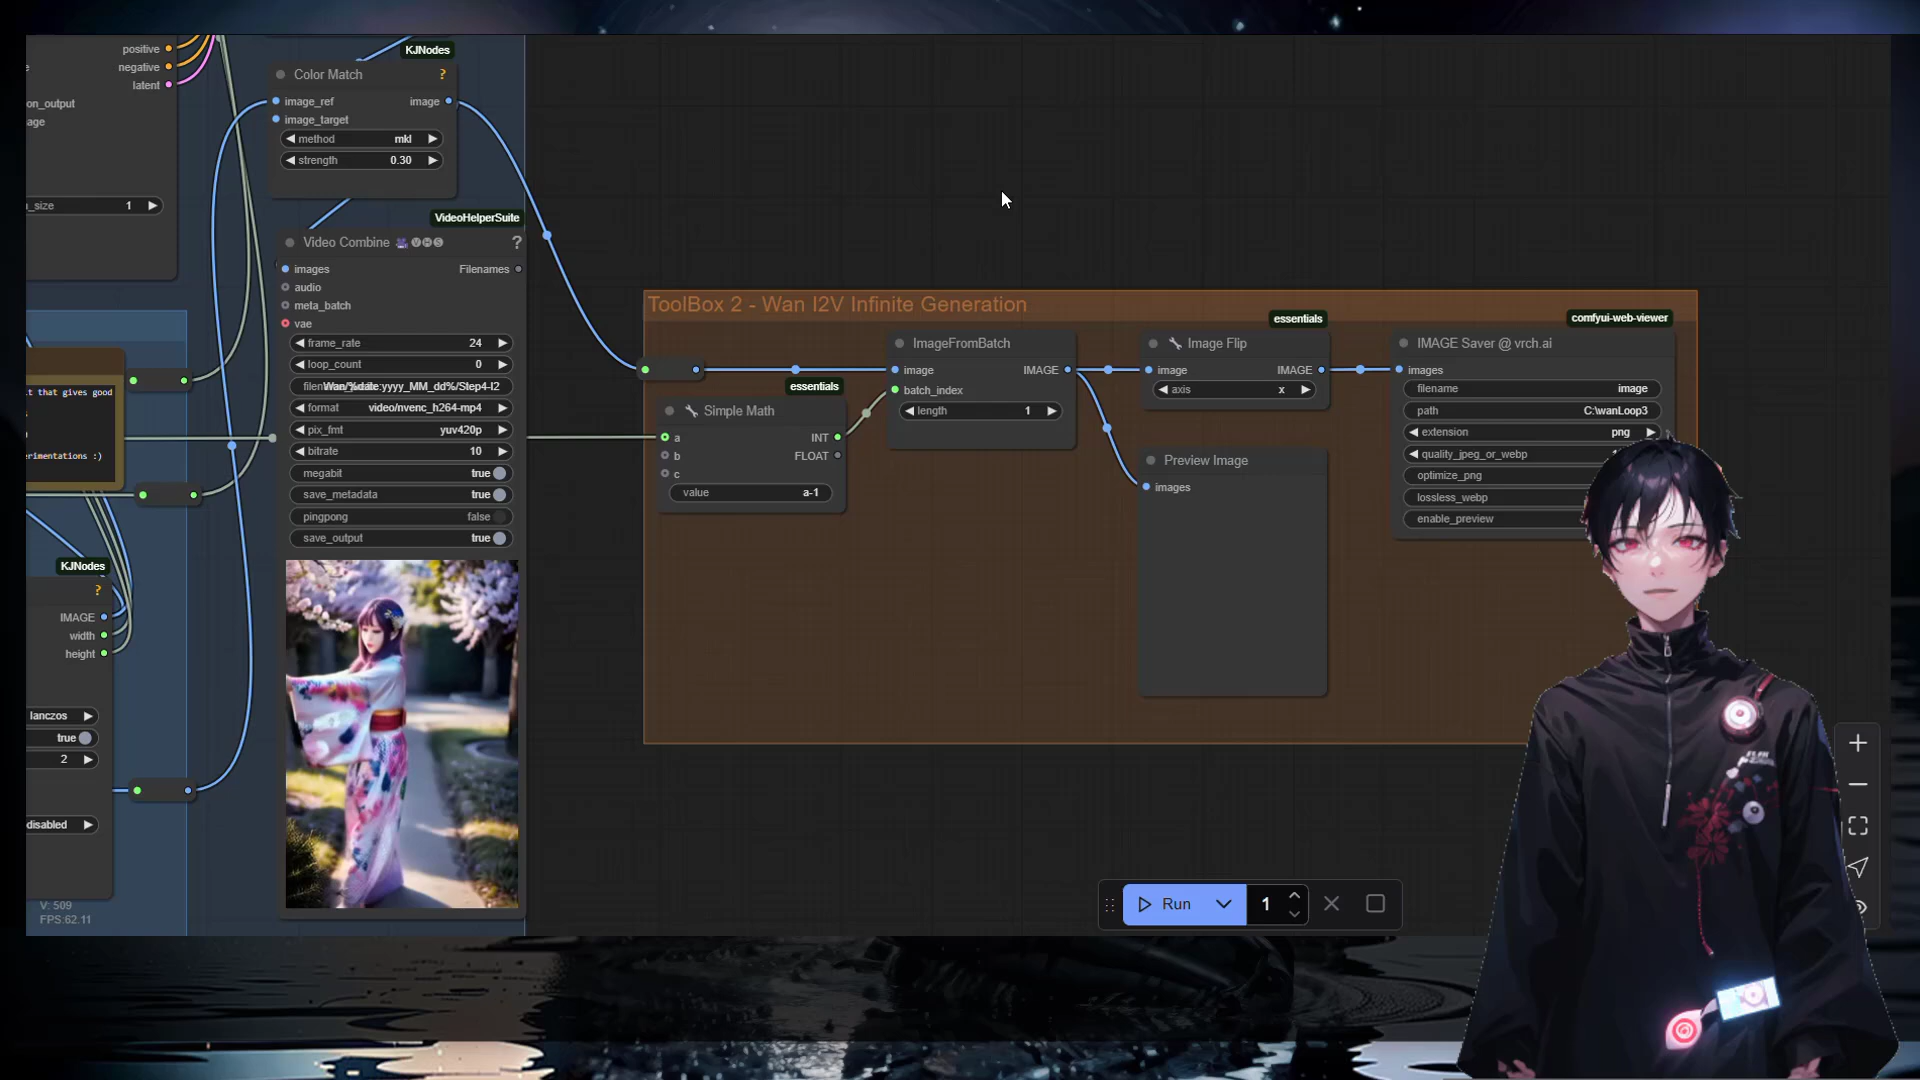 positive
negative
latent
on_output
age
_size 1
KJNodes
Color Match ?
image_ref image
image_target
method mkl
strength 0.30
VideoHelperSuite
Video Combine VHS ?
images Filenames
audio
meta_batch
vae
frame_rate 24
loop_count 0
format video/nvenc_h264-mp4
pix_fmt yuv420p
bitrate 10
megabit true
save_metadata true
pingpong false
save_output true
t that gives good
s
n
erimentations :)
KJNodes
?
IMAGE
width
height
lanczos
true
2
disabled
V: 509
FPS:62.11
ToolBox 2 - Wan I2V Infinite Generation
essentials
Simple Math
a INT
b FLOAT
c
value a-1
ImageFromBatch
image IMAGE
batch_index
length 1
essentials
Image Flip
image IMAGE
axis x
Preview Image
images
comfyui-web-viewer
IMAGE Saver @ vrch.ai
images
filename image
path C:\wanLoop3
extension png
quality_jpeg_or_webp
optimize_png
lossless_webp
enable_preview
Run 1